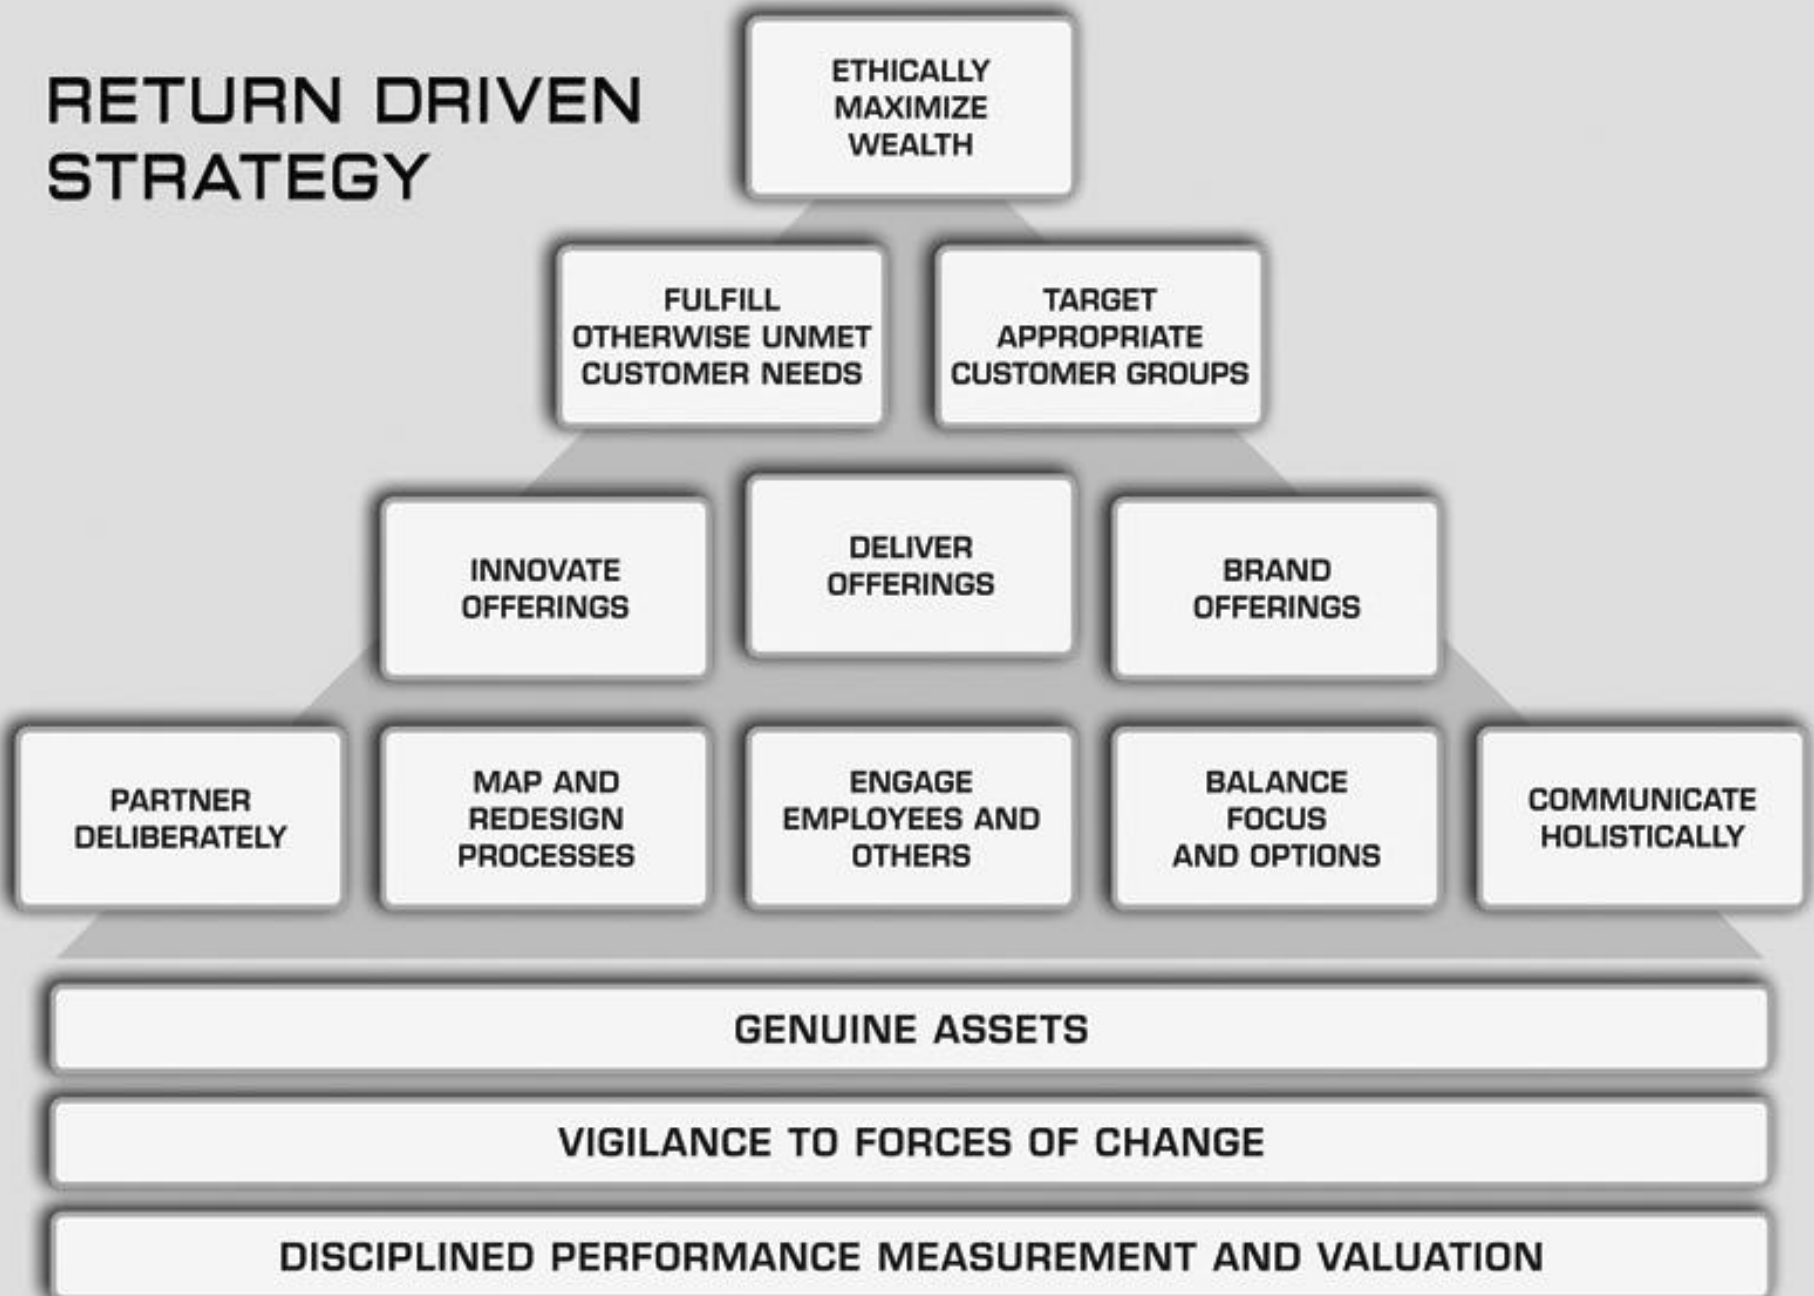 RETURN DRIVEN
STRATEGY
ETHICALLY
MAXIMIZE
WEALTH
FULFILL
OTHERWISE UNMET
CUSTOMER NEEDS
TARGET
APPROPRIATE
CUSTOMER GROUPS
INNOVATE
OFFERINGS
DELIVER
OFFERINGS
BRAND
OFFERINGS
PARTNER
DELIBERATELY
MAP AND
REDESIGN
PROCESSES
ENGAGE
EMPLOYEES AND
OTHERS
BALANCE
FOCUS
AND OPTIONS
COMMUNICATE
HOLISTICALLY
GENUINE ASSETS
VIGILANCE TO FORCES OF CHANGE
DISCIPLINED PERFORMANCE MEASUREMENT AND VALUATION